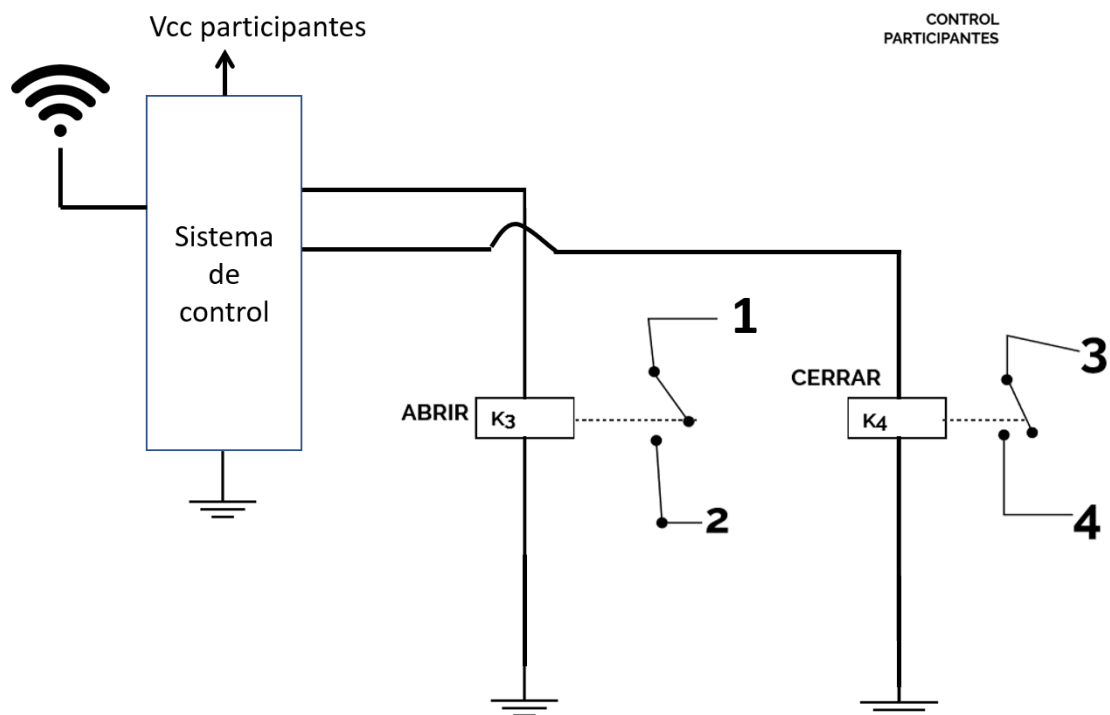 Vcc participantes
CONTROL
PARTICIPANTES
Sistema
de
control
1
3
CERRAR
ABRIR
K3
K4
2
4